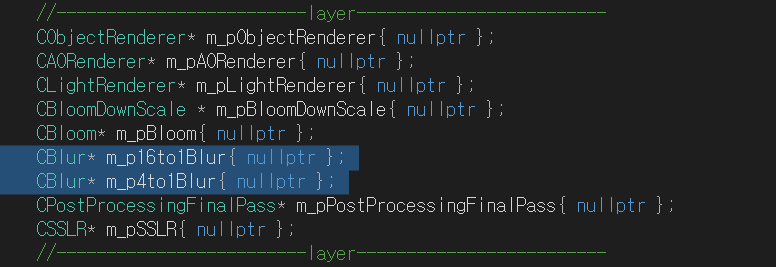 //-------------------------layer-------------------------
CObjectRenderer* m_pObjectRenderer{ nullptr };
CAORenderer* m_pAORenderer{ nullptr };
CLightRenderer* m_pLightRenderer{ nullptr };
CBloomDownScale * m_pBloomDownScale{ nullptr };
CBloom* m_pBloom{ nullptr };
CBlur* m_p16to1Blur{ nullptr };
CBlur* m_p4to1Blur{ nullptr };
CPostProcessingFinalPass* m_pPostProcessingFinalPass{ nullptr };
CSSLR* m_pSSLR{ nullptr };
//-------------------------layer-------------------------